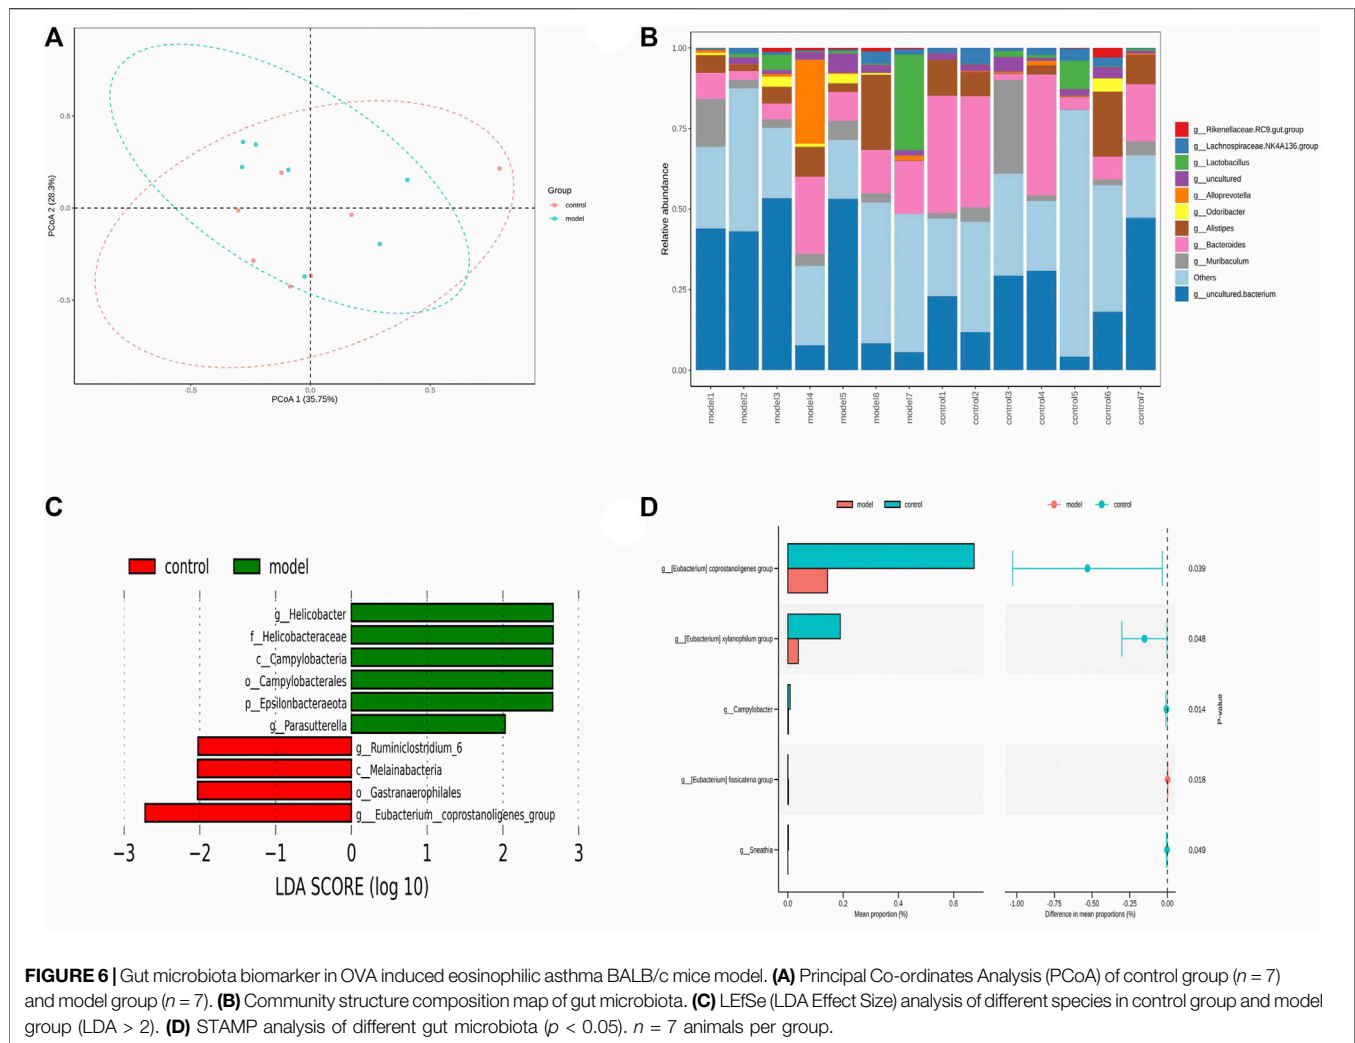 A
0.5
0.0
-0.5
PCoA 2 (28.3%)
-0.5
0.0
0.5
PCoA 1 (35.75%)
Group
control
model
B
1.00
0.75
0.50
0.25
0.00
Relative abundance
model1
model2
model3
model4
model5
model6
model7
control1
control2
control3
control4
control5
control6
control7
g__Rikenellaceae.RC9.gut.group
g__Lachnospiraceae.NK4A136.group
g__Lactobacillus
g__uncultured
g__Alloprevotella
g__Odoribacter
g__Alistipes
g__Bacteroides
g__Muribaculum
Others
g__uncultured.bacterium
C
control
model
g__Helicobacter
f__Helicobacteraceae
c__Campylobacteria
o__Campylobacterales
p__Epsilonbacteraeota
g__Parasutterella
g__Ruminiclostridium_6
c__Melainabacteria
o__Gastranaerophilales
g___Eubacterium__coprostanoligenes_group
−3 −2 −1 0 1 2 3
LDA SCORE (log 10)
D
model control
model control
g__[Eubacterium] coprostanoligenes group
0.039
g__[Eubacterium] xylanophilum group
0.048
g__Campylobacter
0.014
g__[Eubacterium] fissicatena group
0.018
g__Sneathia
0.049
P-value
0.0 0.2 0.4 0.6
Mean proportion (%)
-1.00 -0.75 -0.50 -0.25 0.00
Difference in mean proportions (%)
FIGURE 6 | Gut microbiota biomarker in OVA induced eosinophilic asthma BALB/c mice model. (A) Principal Co-ordinates Analysis (PCoA) of control group (n = 7)
and model group (n = 7). (B) Community structure composition map of gut microbiota. (C) LEfSe (LDA Effect Size) analysis of different species in control group and model
group (LDA > 2). (D) STAMP analysis of different gut microbiota (p < 0.05). n = 7 animals per group.